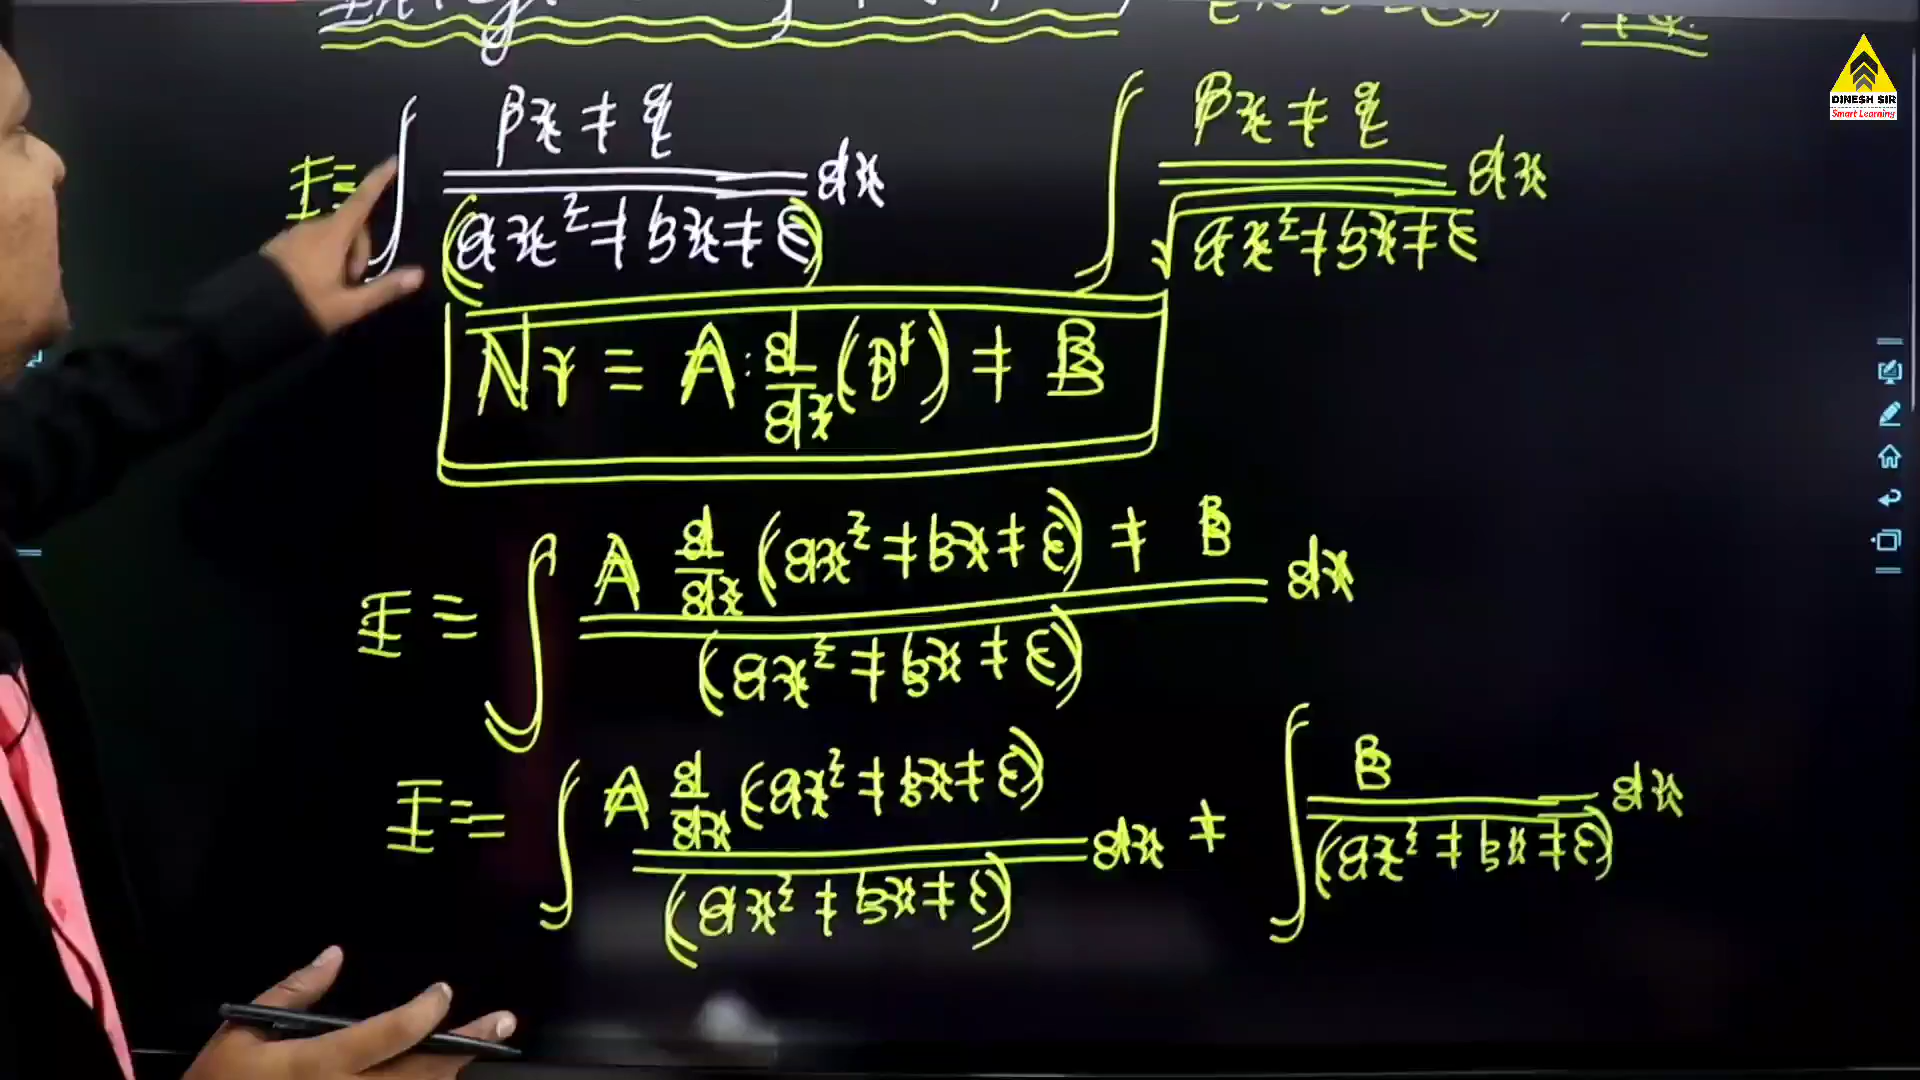 I = ∫ (px + q)/(ax² + bx + c) dx    ∫ (px + q)/√(ax² + bx + c) dx
Nr = A · d/dx (Dr) + B
I = ∫ (A d/dx (ax² + bx + c) + B)/(ax² + bx + c) dx
I = ∫ (A d/dx (ax² + bx + c))/(ax² + bx + c) dx + ∫ B/(ax² + bx + c) dx
DINESH SIR
Smart Learning